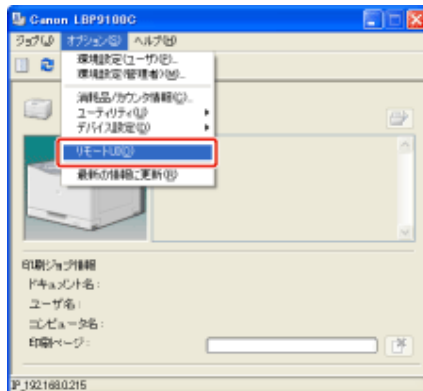 Canon LBP9100C
ジョブ(J) オプション(S) ヘルプ(H)
環境設定(ユーザ)(P)...
環境設定(管理者)(M)...
消耗品/カウンタ情報(C)...
ユーティリティ(U)
デバイス設定(D)
リモートUI(O)
最新の情報に更新(R)
印刷ジョブ情報
ドキュメント名:
ユーザ名:
コンピュータ名:
印刷ページ:
IP_192.168.0.215